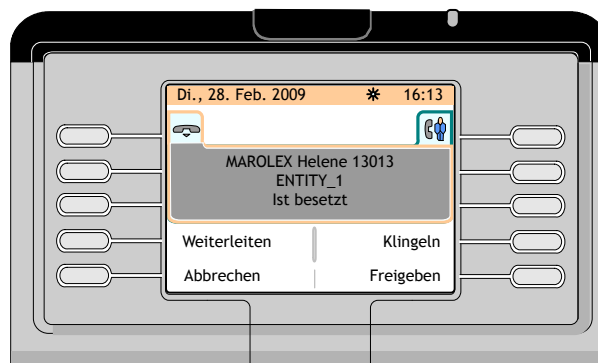 Di., 28. Feb. 2009 16:13
MAROLEX Helene 13013
ENTITY_1
Ist besetzt
Weiterleiten Klingeln
Abbrechen Freigeben